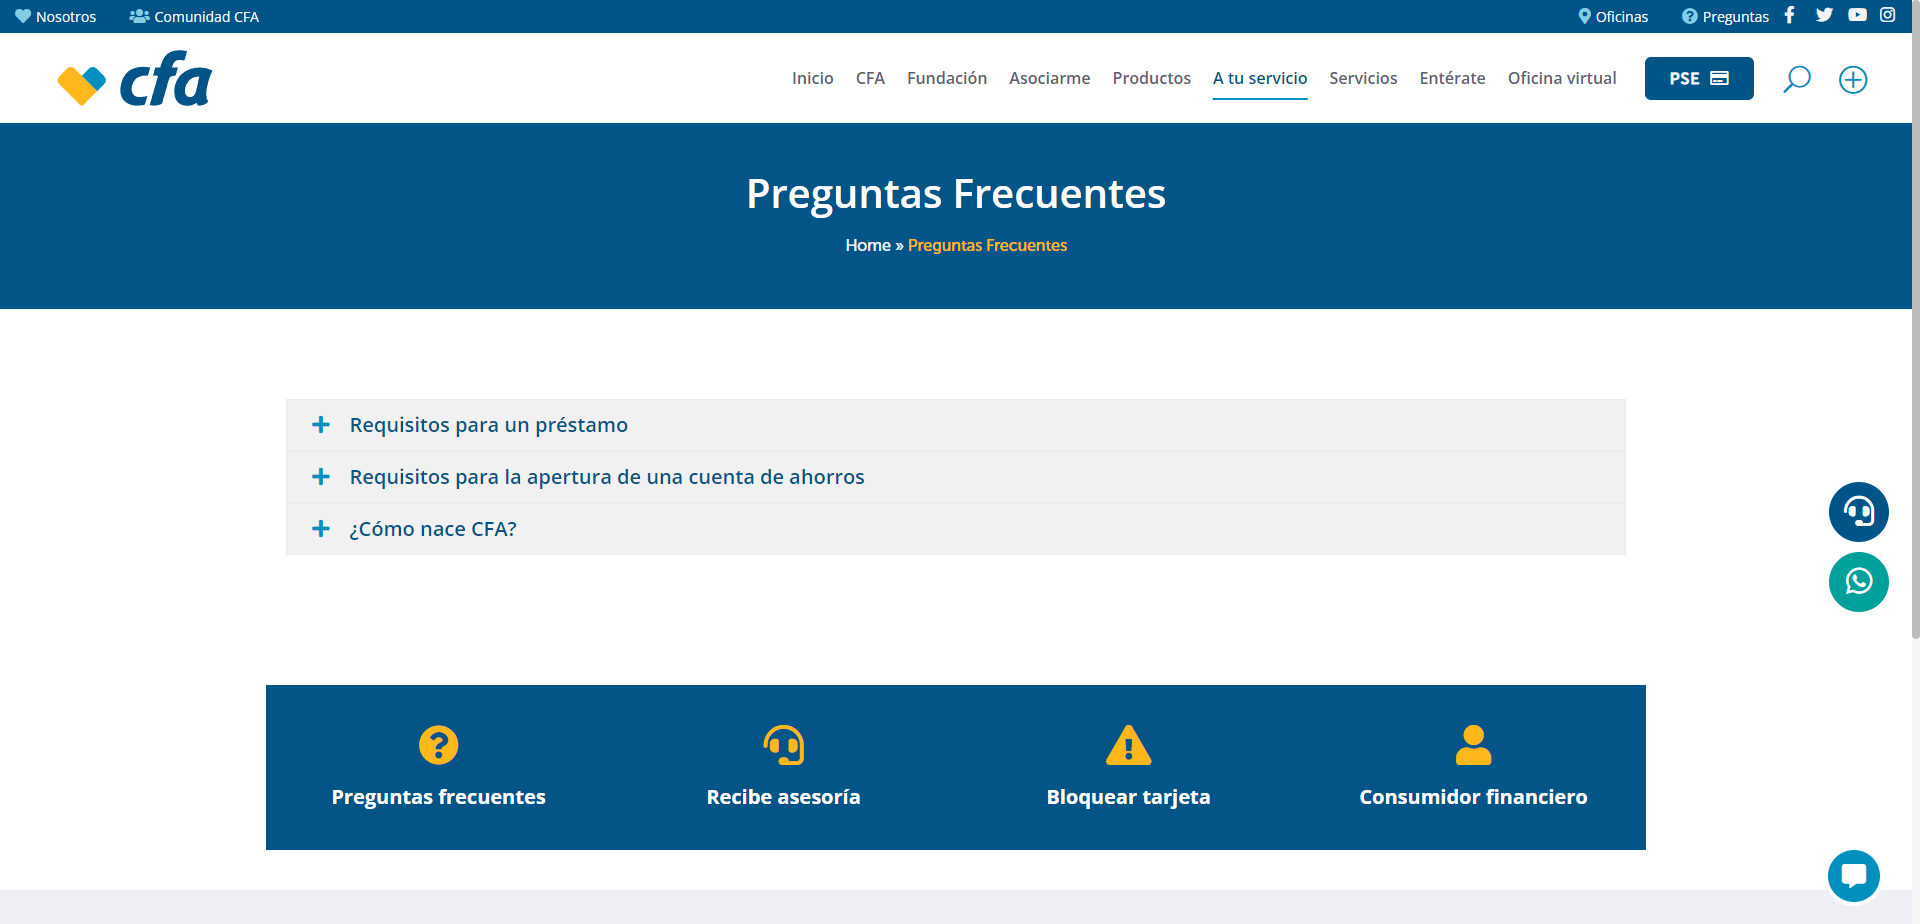 Nosotros
Comunidad CFA
Oficinas
Preguntas
cfa
Inicio
CFA
Fundación
Asociarme
Productos
A tu servicio
Servicios
Entérate
Oficina virtual
PSE
Preguntas Frecuentes
Home » Preguntas Frecuentes
Requisitos para un préstamo
Requisitos para la apertura de una cuenta de ahorros
¿Cómo nace CFA?
Preguntas frecuentes
Recibe asesoría
Bloquear tarjeta
Consumidor financiero